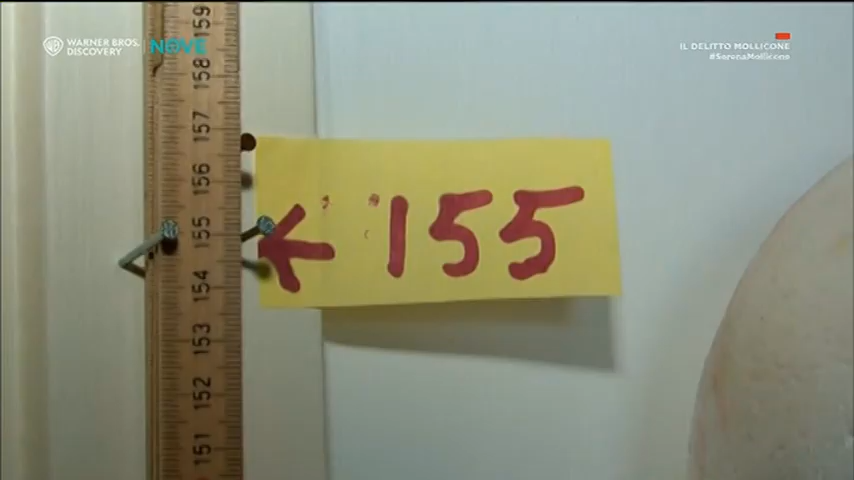 WARNER BROS. DISCOVERY
NOVE
IL DELITTO MOLLICONE
#SerenaMollicone
159
158
157
156
155
154
153
152
151
← 155